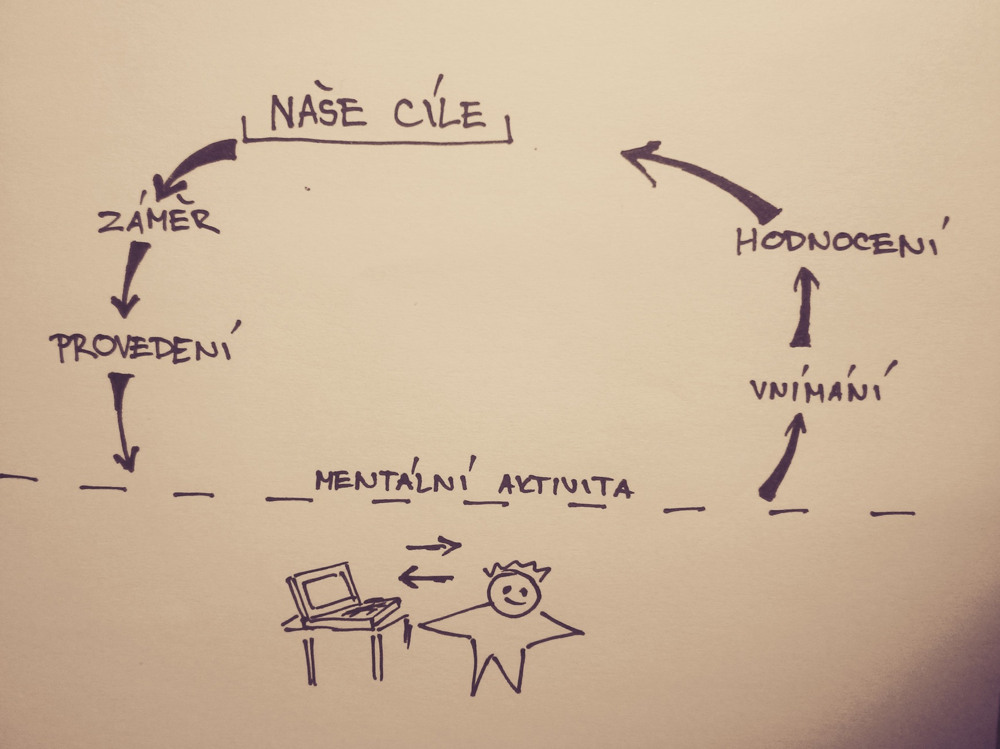 NAŠE CÍLE
ZÁMĚR
HODNOCENÍ
PROVEDENÍ
VNÍMÁNÍ
MENTÁLNÍ AKTIVITA